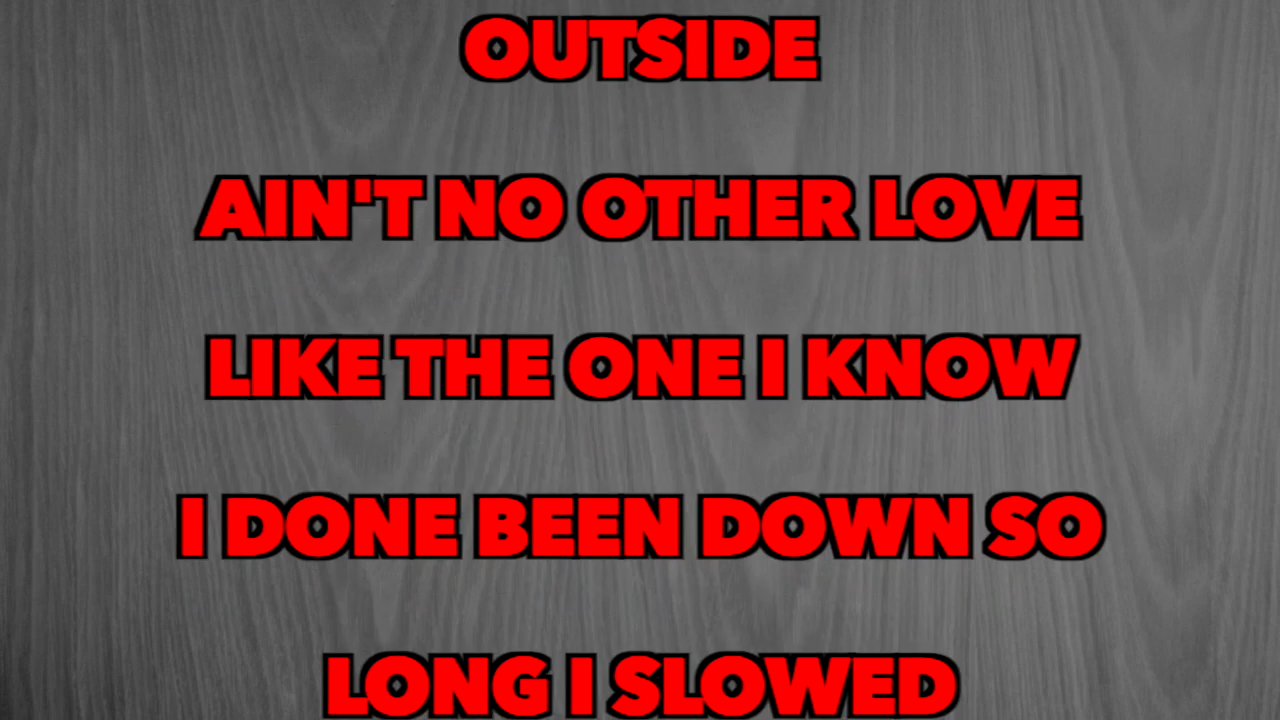 OUTSIDE
AIN'T NO OTHER LOVE
LIKE THE ONE I KNOW
I DONE BEEN DOWN SO
LONG I SLOWED